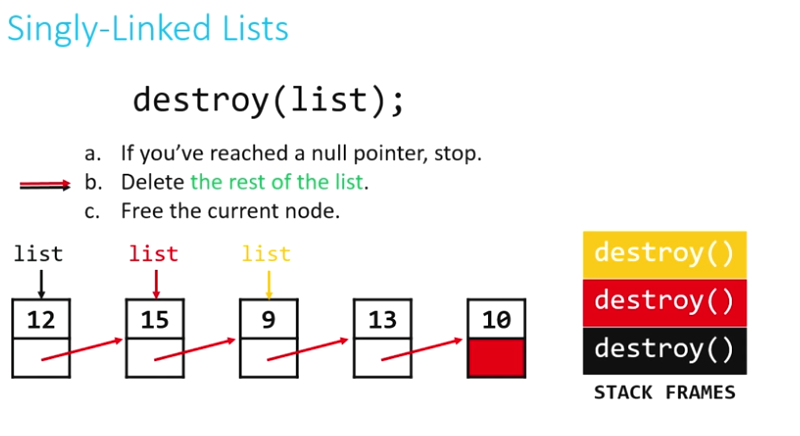 Singly-Linked Lists
destroy(list);
a. If you’ve reached a null pointer, stop.
b. Delete the rest of the list.
c. Free the current node.
list list list
12 15 9 13 10
destroy()
destroy()
destroy()
STACK FRAMES